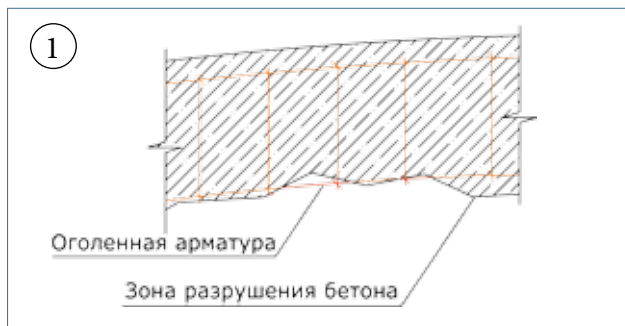 1
Оголенная арматура
Зона разрушения бетона